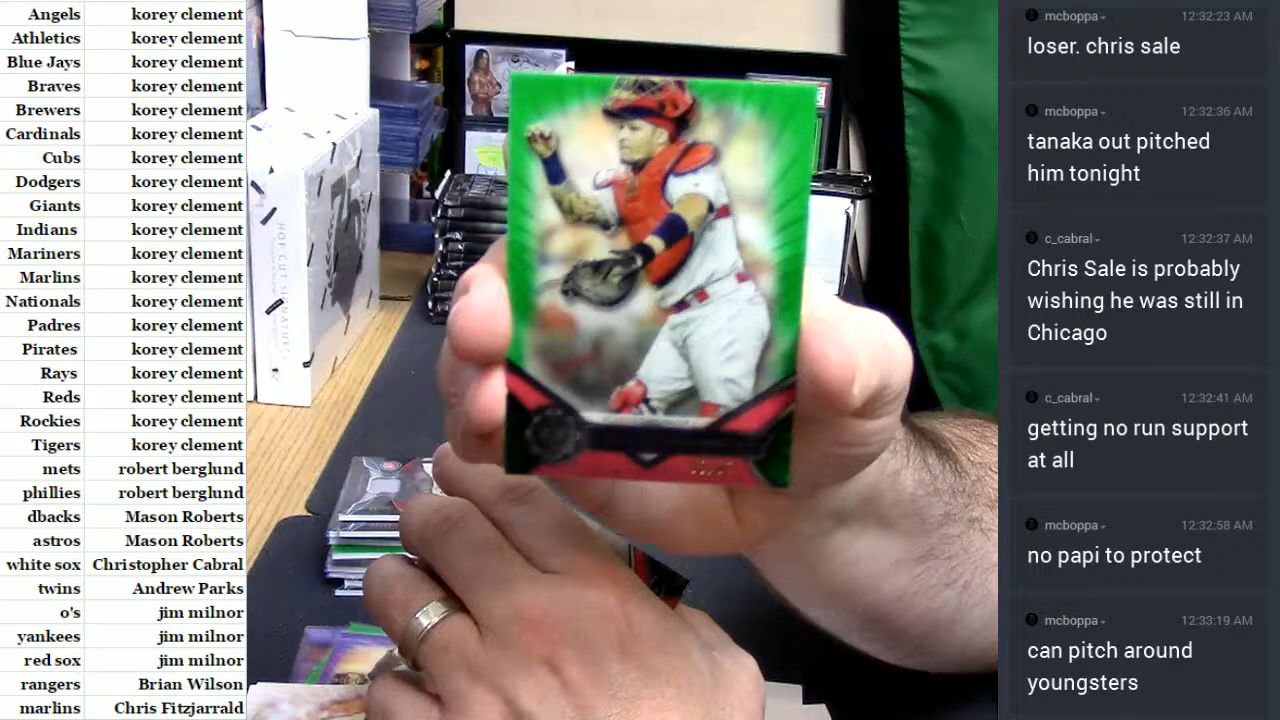 Angels korey clement
Athletics korey clement
Blue Jays korey clement
Braves korey clement
Brewers korey clement
Cardinals korey clement
Cubs korey clement
Dodgers korey clement
Giants korey clement
Indians korey clement
Mariners korey clement
Marlins korey clement
Nationals korey clement
Padres korey clement
Pirates korey clement
Rays korey clement
Reds korey clement
Rockies korey clement
Tigers korey clement
mets robert berglund
phillies robert berglund
dbacks Mason Roberts
astros Mason Roberts
white sox Christopher Cabral
twins Andrew Parks
o's jim milnor
yankees jim milnor
red sox jim milnor
rangers Brian Wilson
marlins Chris Fitzjarrald
mcboppa 12:32:23 AM
loser. chris sale
mcboppa 12:32:36 AM
tanaka out pitched
him tonight
c_cabral 12:32:37 AM
Chris Sale is probably
wishing he was still in
Chicago
c_cabral 12:32:41 AM
getting no run support
at all
mcboppa 12:32:58 AM
no papi to protect
mcboppa 12:33:19 AM
can pitch around
youngsters